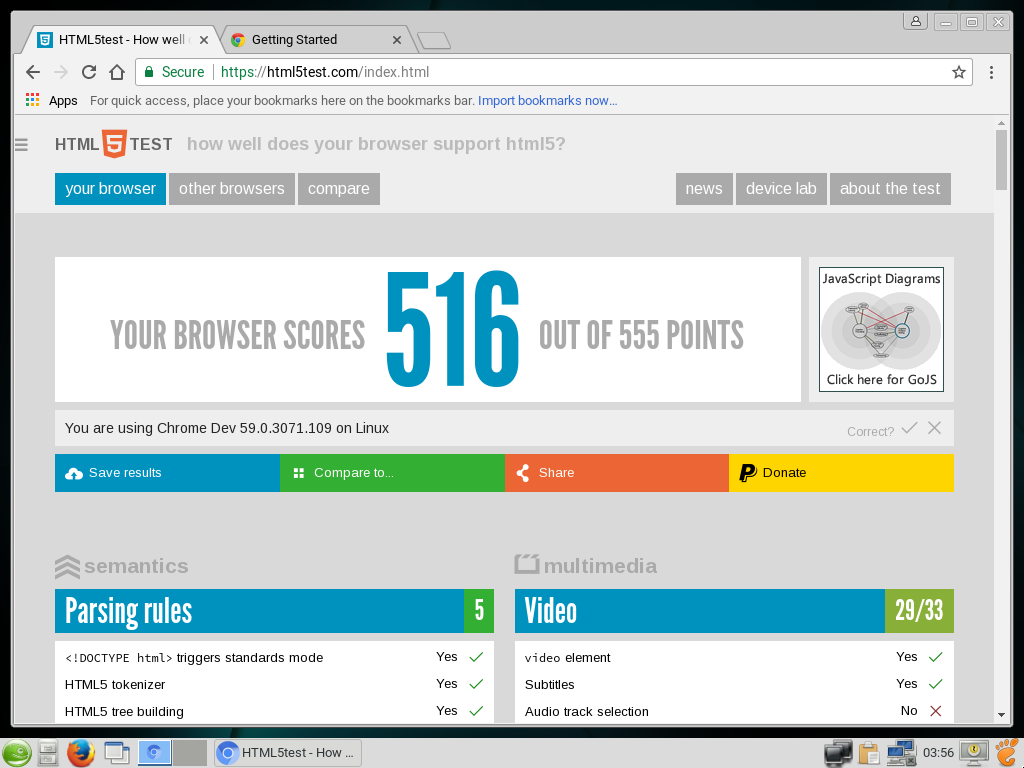 HTML5test - How well
Getting Started
Secure
https://html5test.com/index.html
Apps
For quick access, place your bookmarks here on the bookmarks bar. Import bookmarks now...
HTML 5 TEST
how well does your browser support html5?
your browser
other browsers
compare
news
device lab
about the test
YOUR BROWSER SCORES 516 OUT OF 555 POINTS
JavaScript Diagrams
Click here for GoJS
You are using Chrome Dev 59.0.3071.109 on Linux
Correct?
Save results
Compare to...
Share
Donate
semantics
Parsing rules 5
<!DOCTYPE html> triggers standards mode Yes
HTML5 tokenizer Yes
HTML5 tree building Yes
multimedia
Video 29/33
video element Yes
Subtitles Yes
Audio track selection No
HTML5test - How ...
03:56